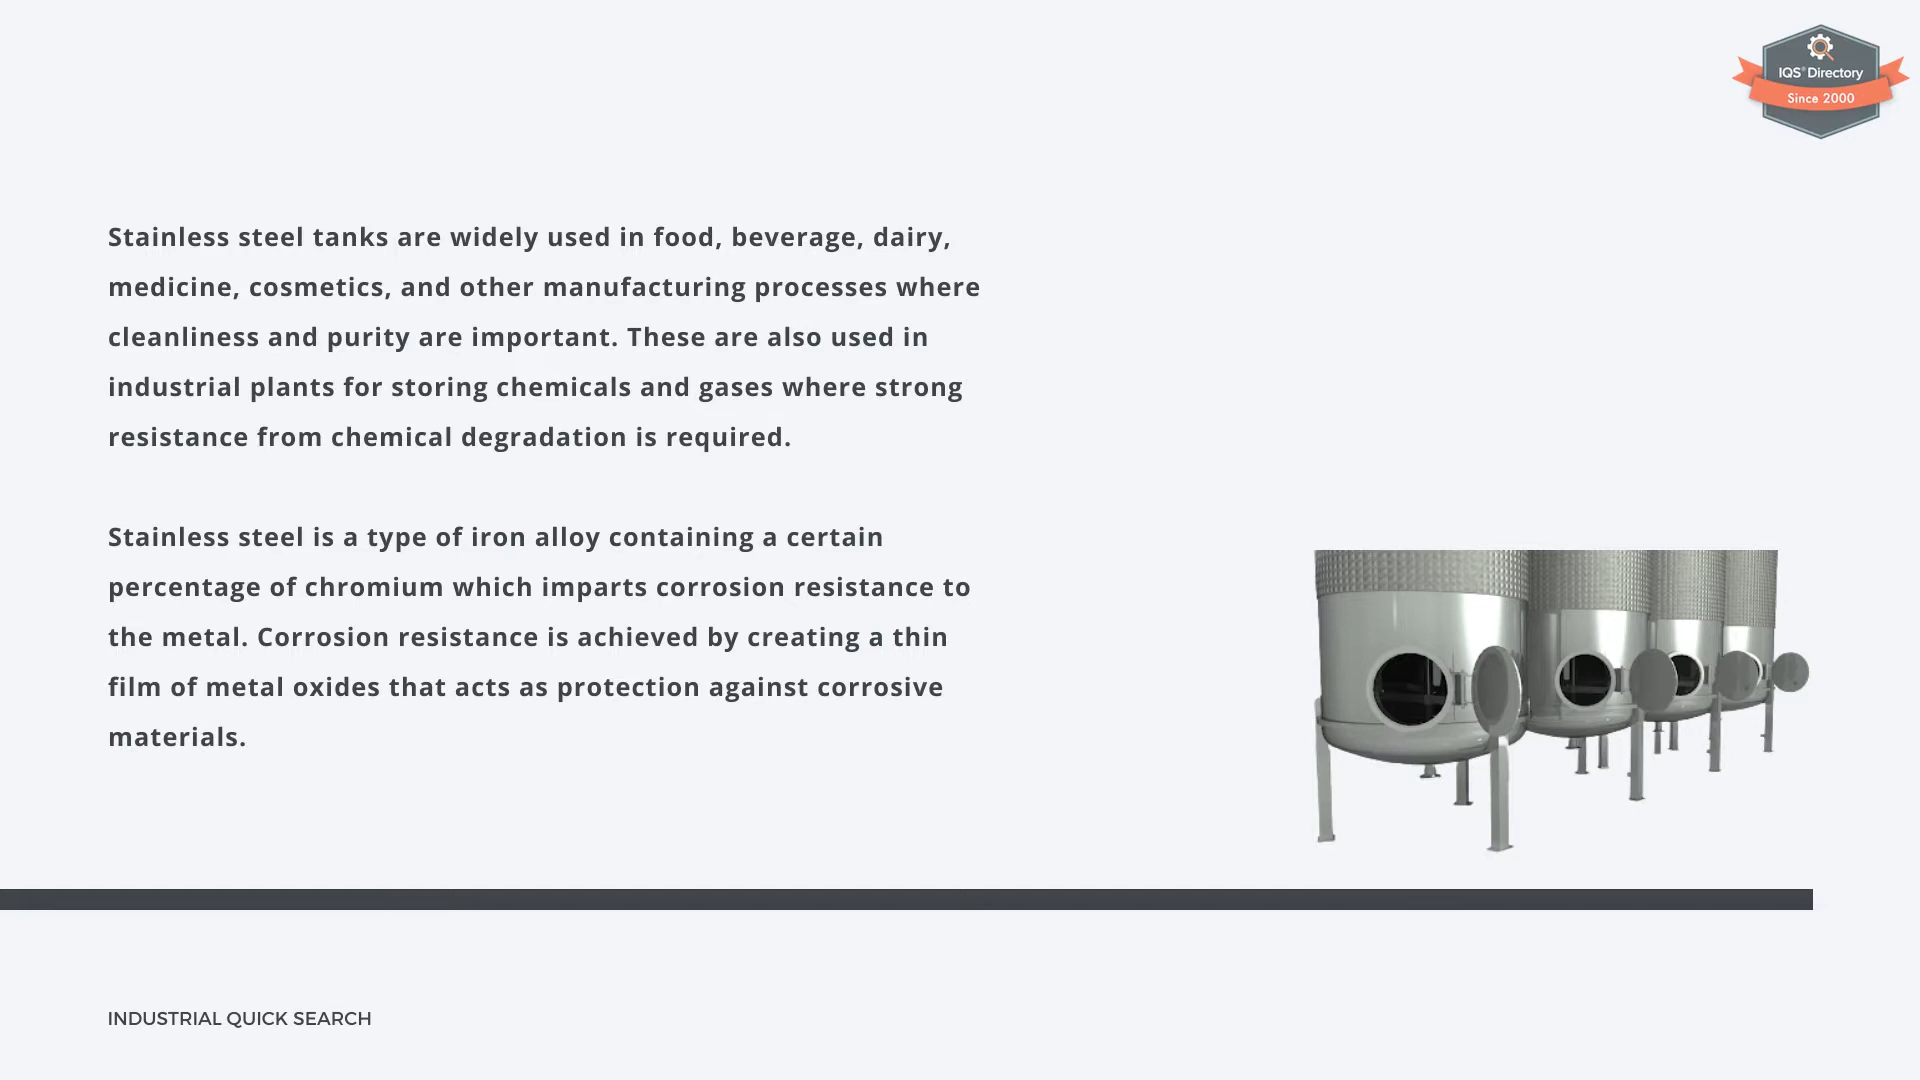 IQS® Directory
Since 2000
Stainless steel tanks are widely used in food, beverage, dairy,
medicine, cosmetics, and other manufacturing processes where
cleanliness and purity are important. These are also used in
industrial plants for storing chemicals and gases where strong
resistance from chemical degradation is required.
Stainless steel is a type of iron alloy containing a certain
percentage of chromium which imparts corrosion resistance to
the metal. Corrosion resistance is achieved by creating a thin
film of metal oxides that acts as protection against corrosive
materials.
INDUSTRIAL QUICK SEARCH